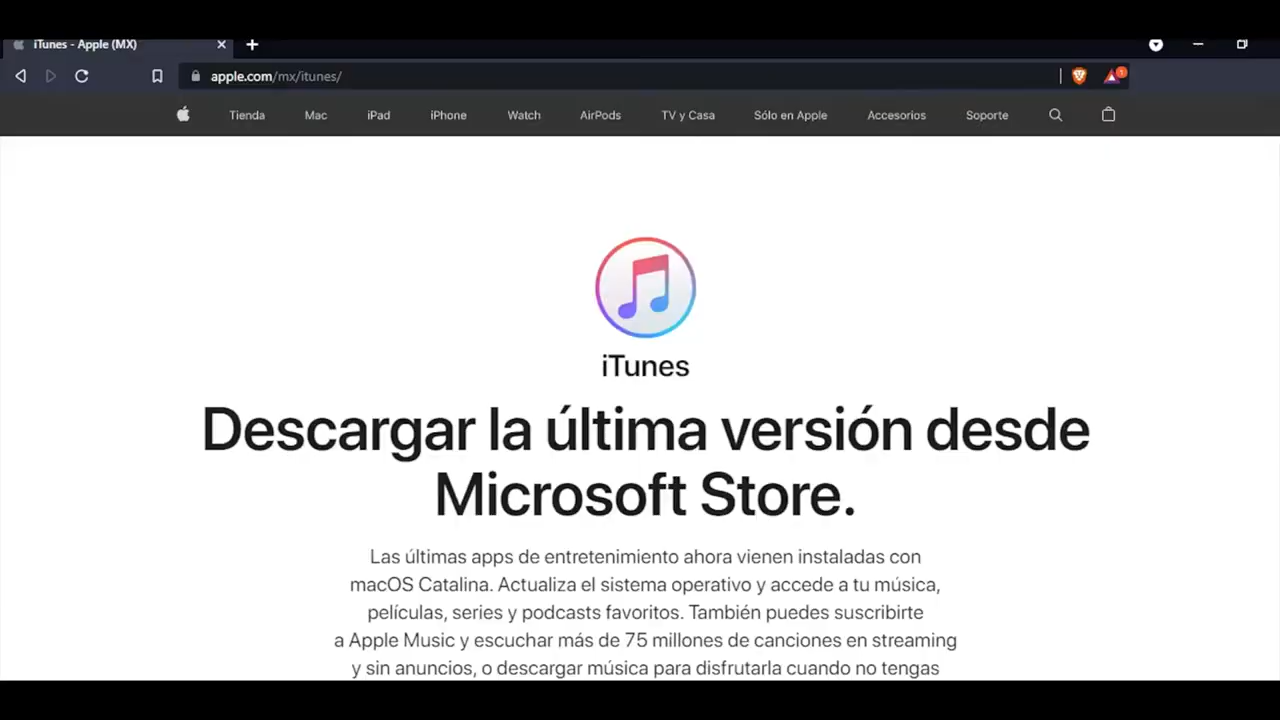 iTunes - Apple (MX)
apple.com/mx/itunes/
1
Tienda Mac iPad iPhone Watch AirPods TV y Casa Sólo en Apple Accesorios Soporte
iTunes
Descargar la última versión desde
Microsoft Store.
Las últimas apps de entretenimiento ahora vienen instaladas con
macOS Catalina. Actualiza el sistema operativo y accede a tu música,
películas, series y podcasts favoritos. También puedes suscribirte
a Apple Music y escuchar más de 75 millones de canciones en streaming
y sin anuncios, o descargar música para disfrutarla cuando no tengas